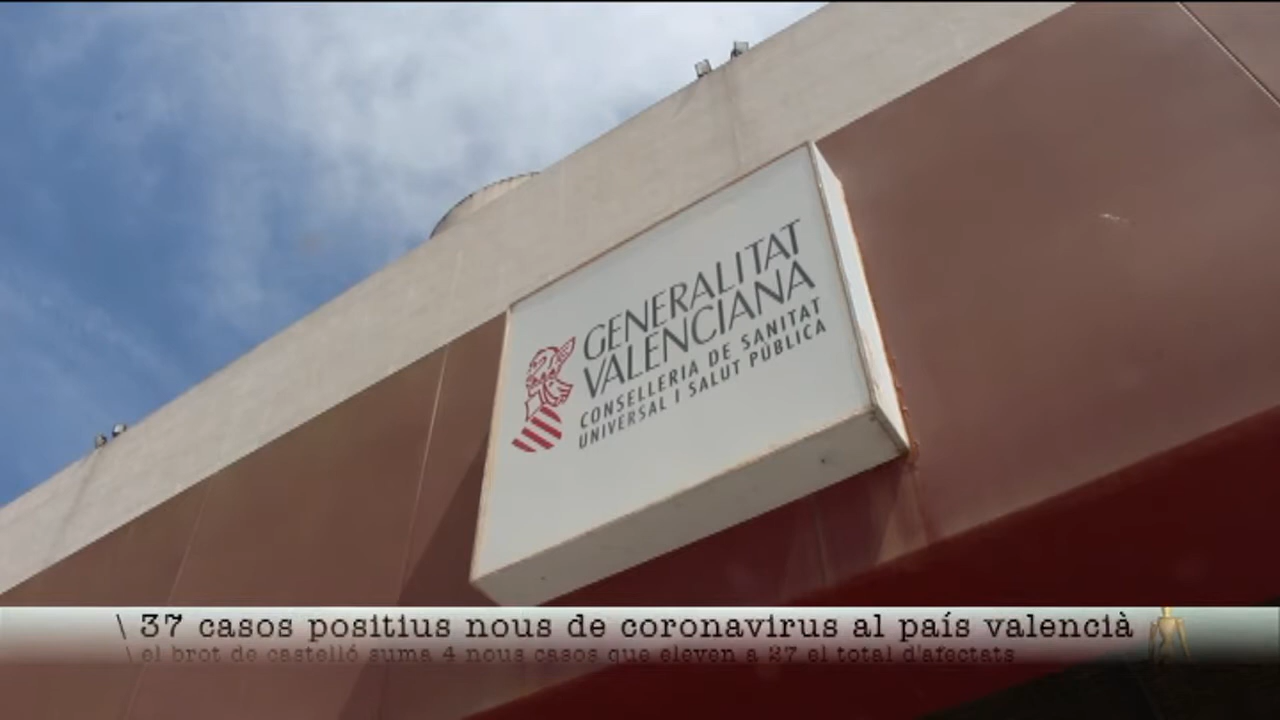 GENERALITAT
VALENCIANA
CONSELLERIA DE SANITAT
UNIVERSAL I SALUT PÚBLICA
\ 37 casos positius nous de coronavirus al país valencià
\ el brot de castelló suma 4 nous casos que eleven a 27 el total d'afectats